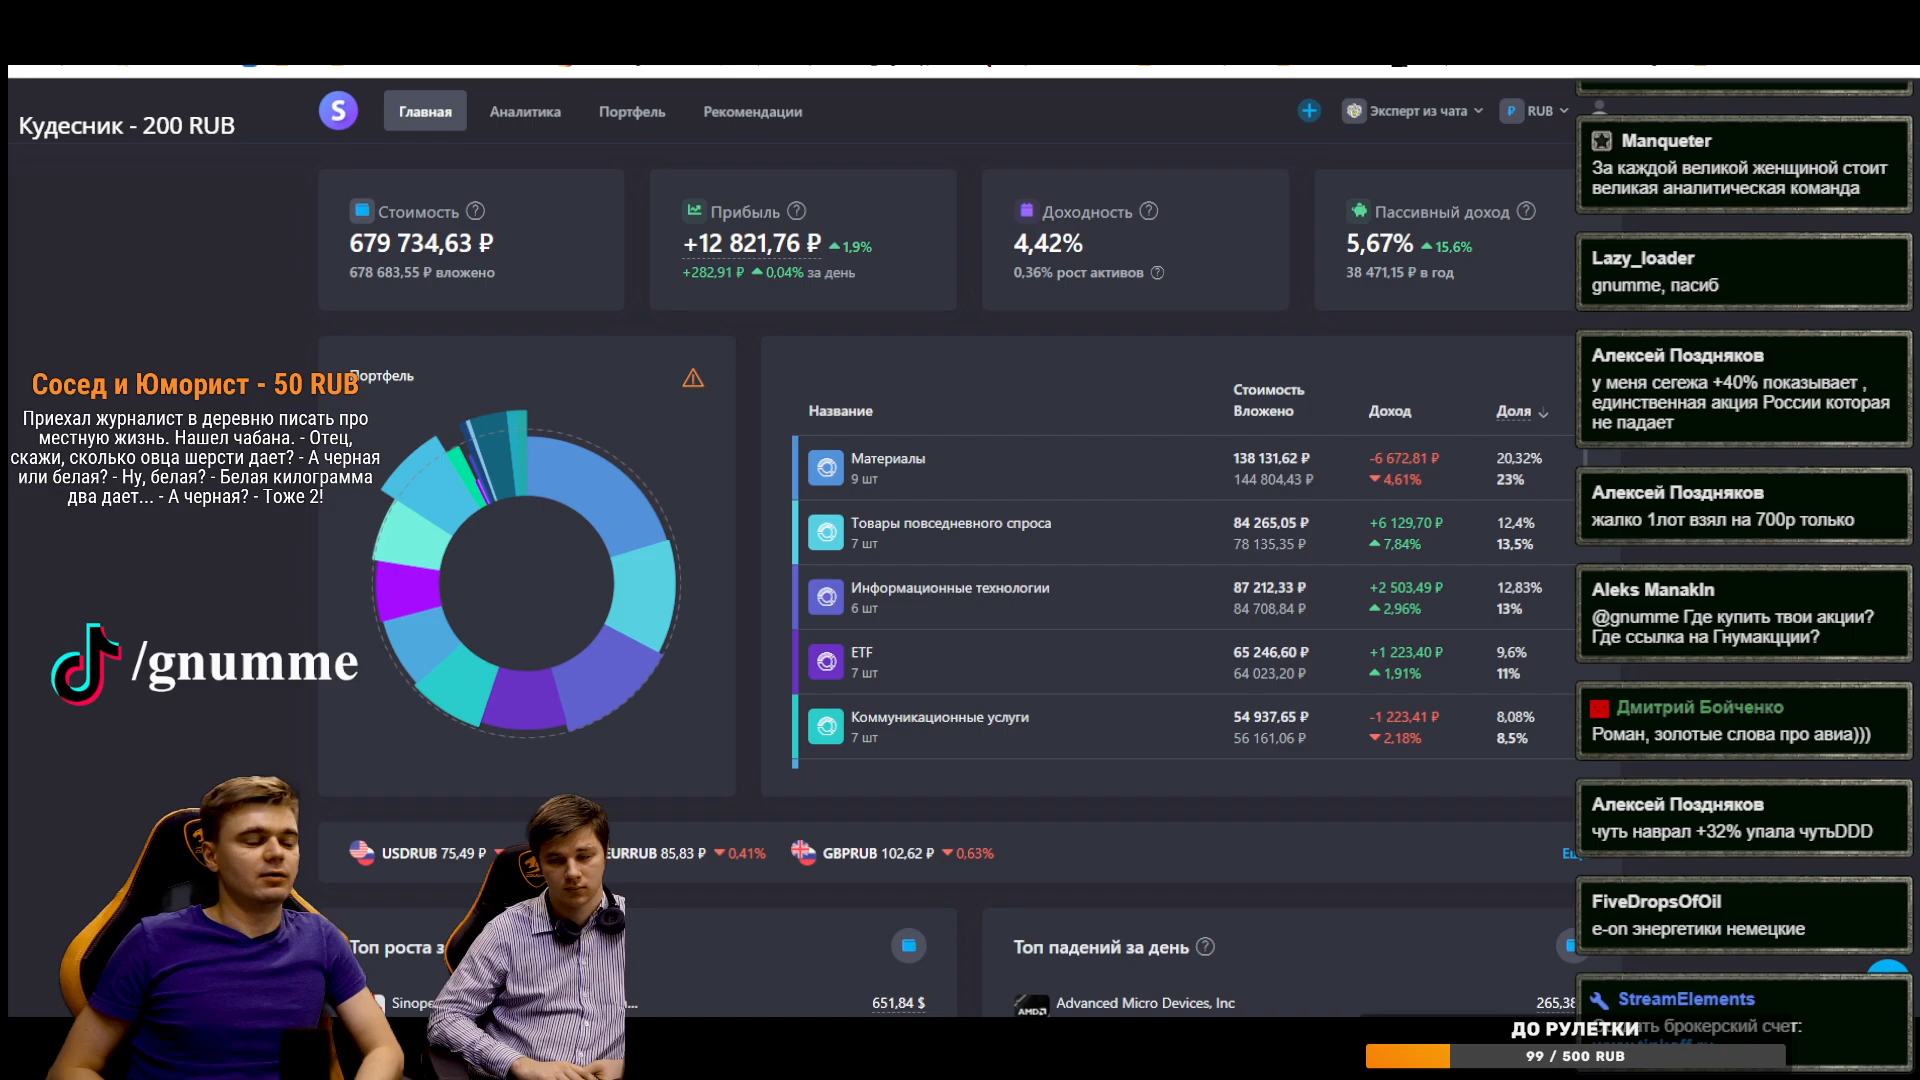 Кудесник - 200 RUB
S
Главная
Аналитика
Портфель
Рекомендации
Эксперт из чата
₽ RUB
Стоимость
679 734,63 ₽
678 683,55 ₽ вложено
Прибыль
+12 821,76 ₽ 1,9%
+282,91 ₽ 0,04% за день
Доходность
4,42%
0,36% рост активов
Пассивный доход
5,67% 15,6%
38 471,15 ₽ в год
Сосед и Юморист - 50 RUB
Приехал журналист в деревню писать про
местную жизнь. Нашел чабана. - Отец,
скажи, сколько овца шерсти дает? - А черная
или белая? - Ну, белая? - Белая килограмма
два дает... - А черная? - Тоже 2!
/gnumme
Портфель
Название
Стоимость
Вложено
Доход
Доля
Материалы
9 шт
138 131,62 ₽
144 804,43 ₽
-6 672,81 ₽
4,61%
20,32%
23%
Товары повседневного спроса
7 шт
84 265,05 ₽
78 135,35 ₽
+6 129,70 ₽
7,84%
12,4%
13,5%
Информационные технологии
6 шт
87 212,33 ₽
84 708,84 ₽
+2 503,49 ₽
2,96%
12,83%
13%
ETF
7 шт
65 246,60 ₽
64 023,20 ₽
+1 223,40 ₽
1,91%
9,6%
11%
Коммуникационные услуги
7 шт
54 937,65 ₽
56 161,06 ₽
-1 223,41 ₽
2,18%
8,08%
8,5%
USDRUB 75,49 ₽
EURRUB 85,83 ₽ 0,41%
GBPRUB 102,62 ₽ 0,63%
Топ роста
Sinope
651,84 $
Топ падений за день
AMD
Advanced Micro Devices, Inc
265,38
Manqueter
За каждой великой женщиной стоит
великая аналитическая команда
Lazy_loader
gnumme, пасиб
Алексей Поздняков
у меня сегежа +40% показывает ,
единственная акция России которая
не падает
Алексей Поздняков
жалко 1лот взял на 700р только
Aleks Manakin
@gnumme Где купить твои акции?
Где ссылка на Гнумакцции?
Дмитрий Бойченко
Роман, золотые слова про авиа)))
Алексей Поздняков
чуть наврал +32% упала чутьDDD
FiveDropsOfOil
e-on энергетики немецкие
StreamElements
брокерский счет:
ДО РУЛЕТКИ
99 / 500 RUB